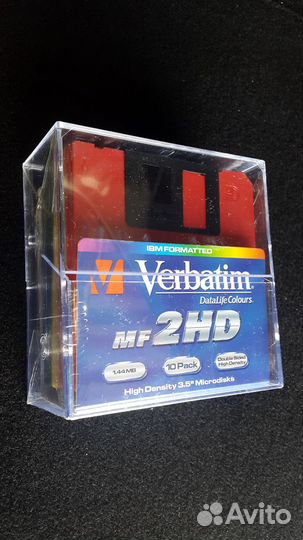 IBM FORMATTED
Verbatim
DataLife Colours.
MF 2HD
1.44 MB
10 Pack
Double Sided
High Density
High Density 3.5" Microdisks
Avito